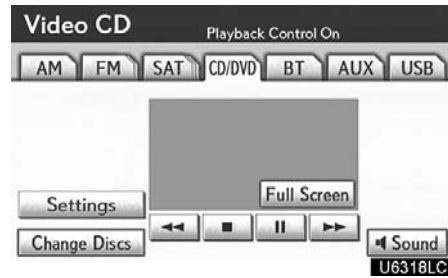 Video CD
Playback Control On
AM FM SAT CD/DVD BT AUX USB
Full Screen
Settings
Change Discs
Sound
U6318LC